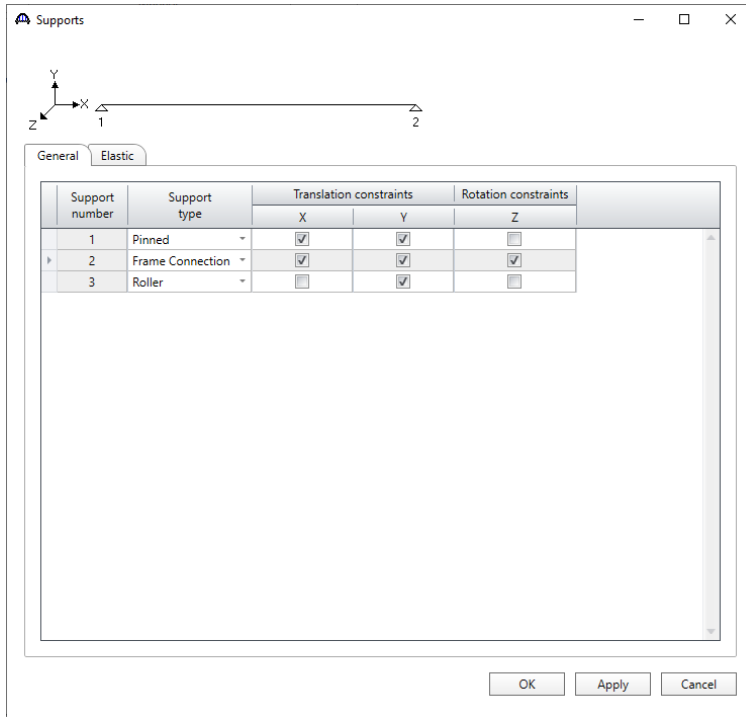 Supports
Y
X
Z
1
2
General Elastic
Support number Support type Translation constraints Rotation constraints
X Y Z
1 Pinned
2 Frame Connection
3 Roller
OK Apply Cancel